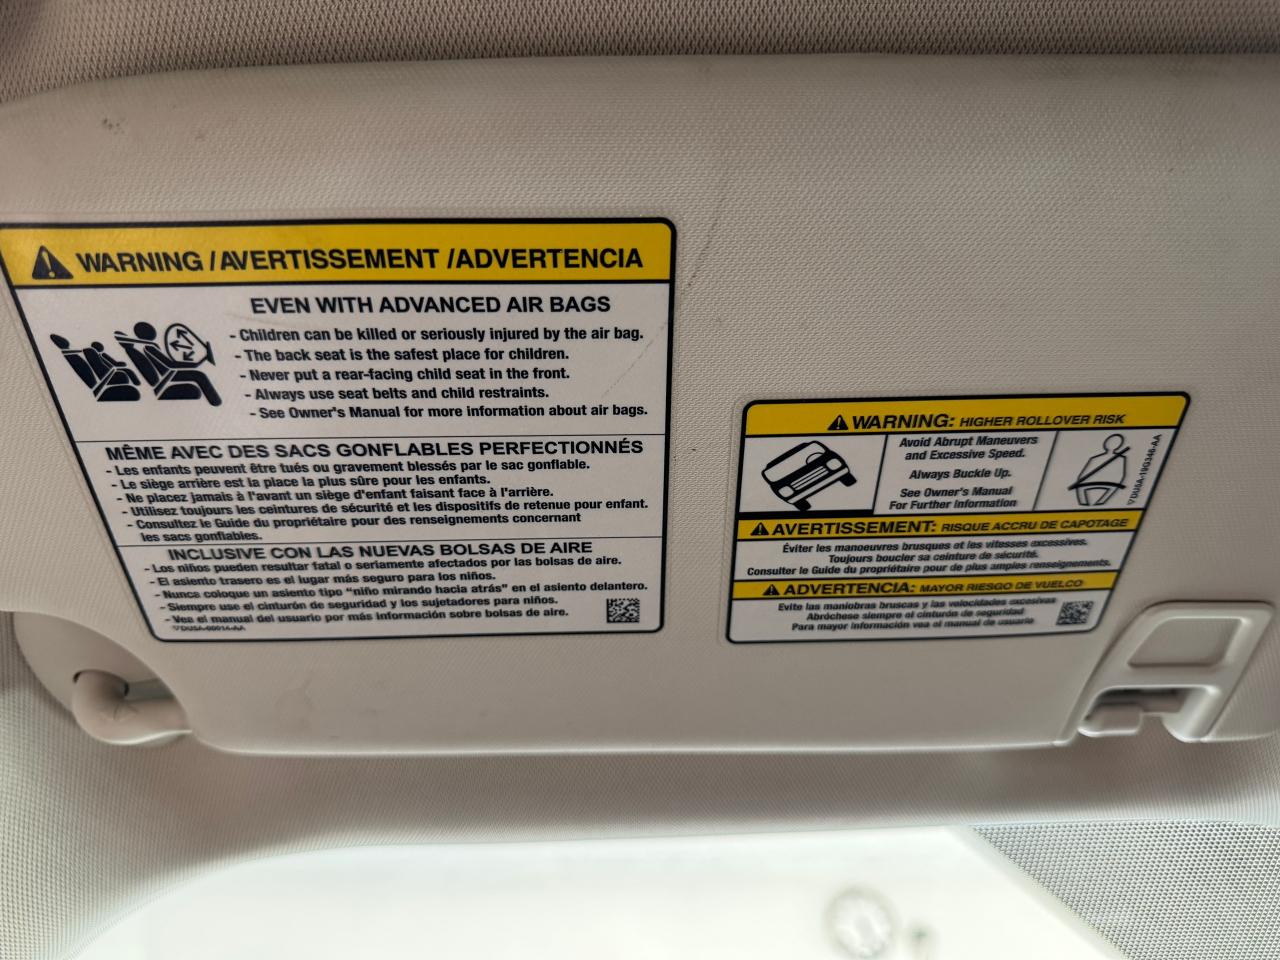 WARNING / AVERTISSEMENT / ADVERTENCIA
EVEN WITH ADVANCED AIR BAGS
- Children can be killed or seriously injured by the air bag.
- The back seat is the safest place for children.
- Never put a rear-facing child seat in the front.
- Always use seat belts and child restraints.
- See Owner's Manual for more information about air bags.
MÊME AVEC DES SACS GONFLABLES PERFECTIONNÉS
- Les enfants peuvent être tués ou gravement blessés par le sac gonflable.
- Le siège arrière est la place la plus sûre pour les enfants.
- Ne placez jamais à l'avant un siège d'enfant faisant face à l'arrière.
- Utilisez toujours les ceintures de sécurité et les dispositifs de retenue pour enfant.
- Consultez le Guide du propriétaire pour des renseignements concernant
les sacs gonflables.
INCLUSIVE CON LAS NUEVAS BOLSAS DE AIRE
- Los niños pueden resultar fatal o seriamente afectados por las bolsas de aire.
- El asiento trasero es el lugar más seguro para los niños.
- Nunca coloque un asiento tipo "niño mirando hacia atrás" en el asiento delantero.
- Siempre use el cinturón de seguridad y los sujetadores para niños.
- Vea el manual del usuario por más información sobre bolsas de aire.
WARNING: HIGHER ROLLOVER RISK
Avoid Abrupt Maneuvers
and Excessive Speed.
Always Buckle Up.
See Owner's Manual
For Further Information
AVERTISSEMENT: RISQUE ACCRU DE CAPOTAGE
Éviter les manoeuvres brusques et les vitesses excessives.
Toujours boucler sa ceinture de sécurité.
Consulter le Guide du propriétaire pour de plus amples renseignements.
ADVERTENCIA: MAYOR RIESGO DE VUELCO
Evite las maniobras bruscas y las velocidades excesivas
Abróchese siempre el cinturón de seguridad
Para mayor información vea el manual de usuario